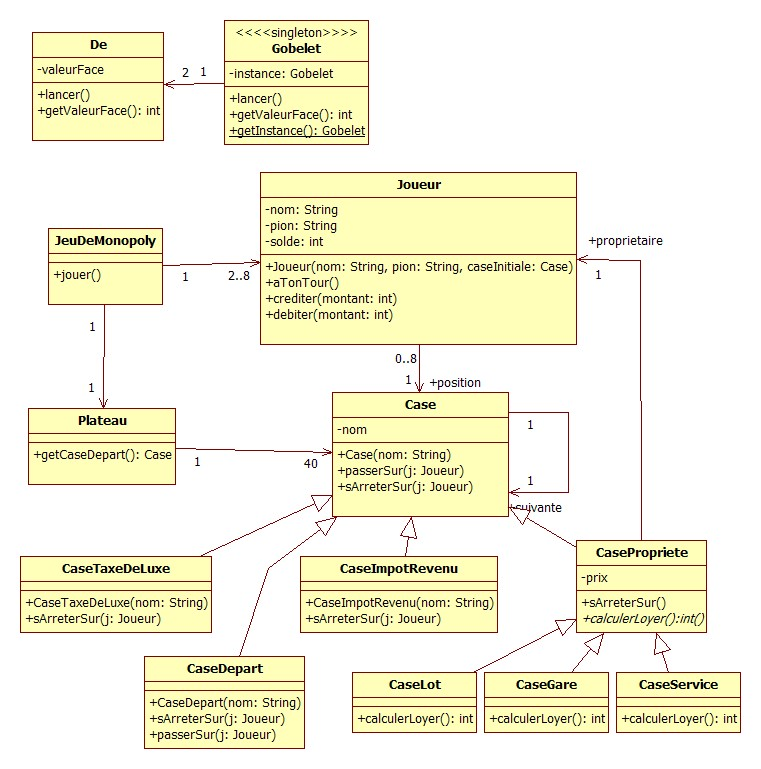 De
-valeurFace
+lancer()
+getValeurFace(): int
<<<<singleton>>>>
Gobelet
-instance: Gobelet
+lancer()
+getValeurFace(): int
+getInstance(): Gobelet
2
1
Joueur
-nom: String
-pion: String
-solde: int
+Joueur(nom: String, pion: String, caseInitiale: Case)
+aTonTour()
+crediter(montant: int)
+debiter(montant: int)
JeuDeMonopoly
+jouer()
1
2..8
+proprietaire
1
1
1
0..8
1
+position
Plateau
+getCaseDepart(): Case
1
40
Case
-nom
+Case(nom: String)
+passerSur(j: Joueur)
+sArreterSur(j: Joueur)
1
1
+suivante
CaseTaxeDeLuxe
+CaseTaxeDeLuxe(nom: String)
+sArreterSur(j: Joueur)
CaseImpotRevenu
+CaseImpotRevenu(nom: String)
+sArreterSur(j: Joueur)
CasePropriete
-prix
+sArreterSur()
+calculerLoyer():int()
CaseDepart
+CaseDepart(nom: String)
+sArreterSur(j: Joueur)
+passerSur(j: Joueur)
CaseLot
+calculerLoyer(): int
CaseGare
+calculerLoyer(): int
CaseService
+calculerLoyer(): int